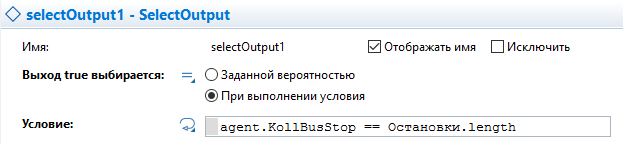 selectOutput1 - SelectOutput
Имя: selectOutput1 Отображать имя Исключить
Выход true выбирается: Заданной вероятностью
При выполнении условия
Условие: agent.KollBusStop == Остановки.length